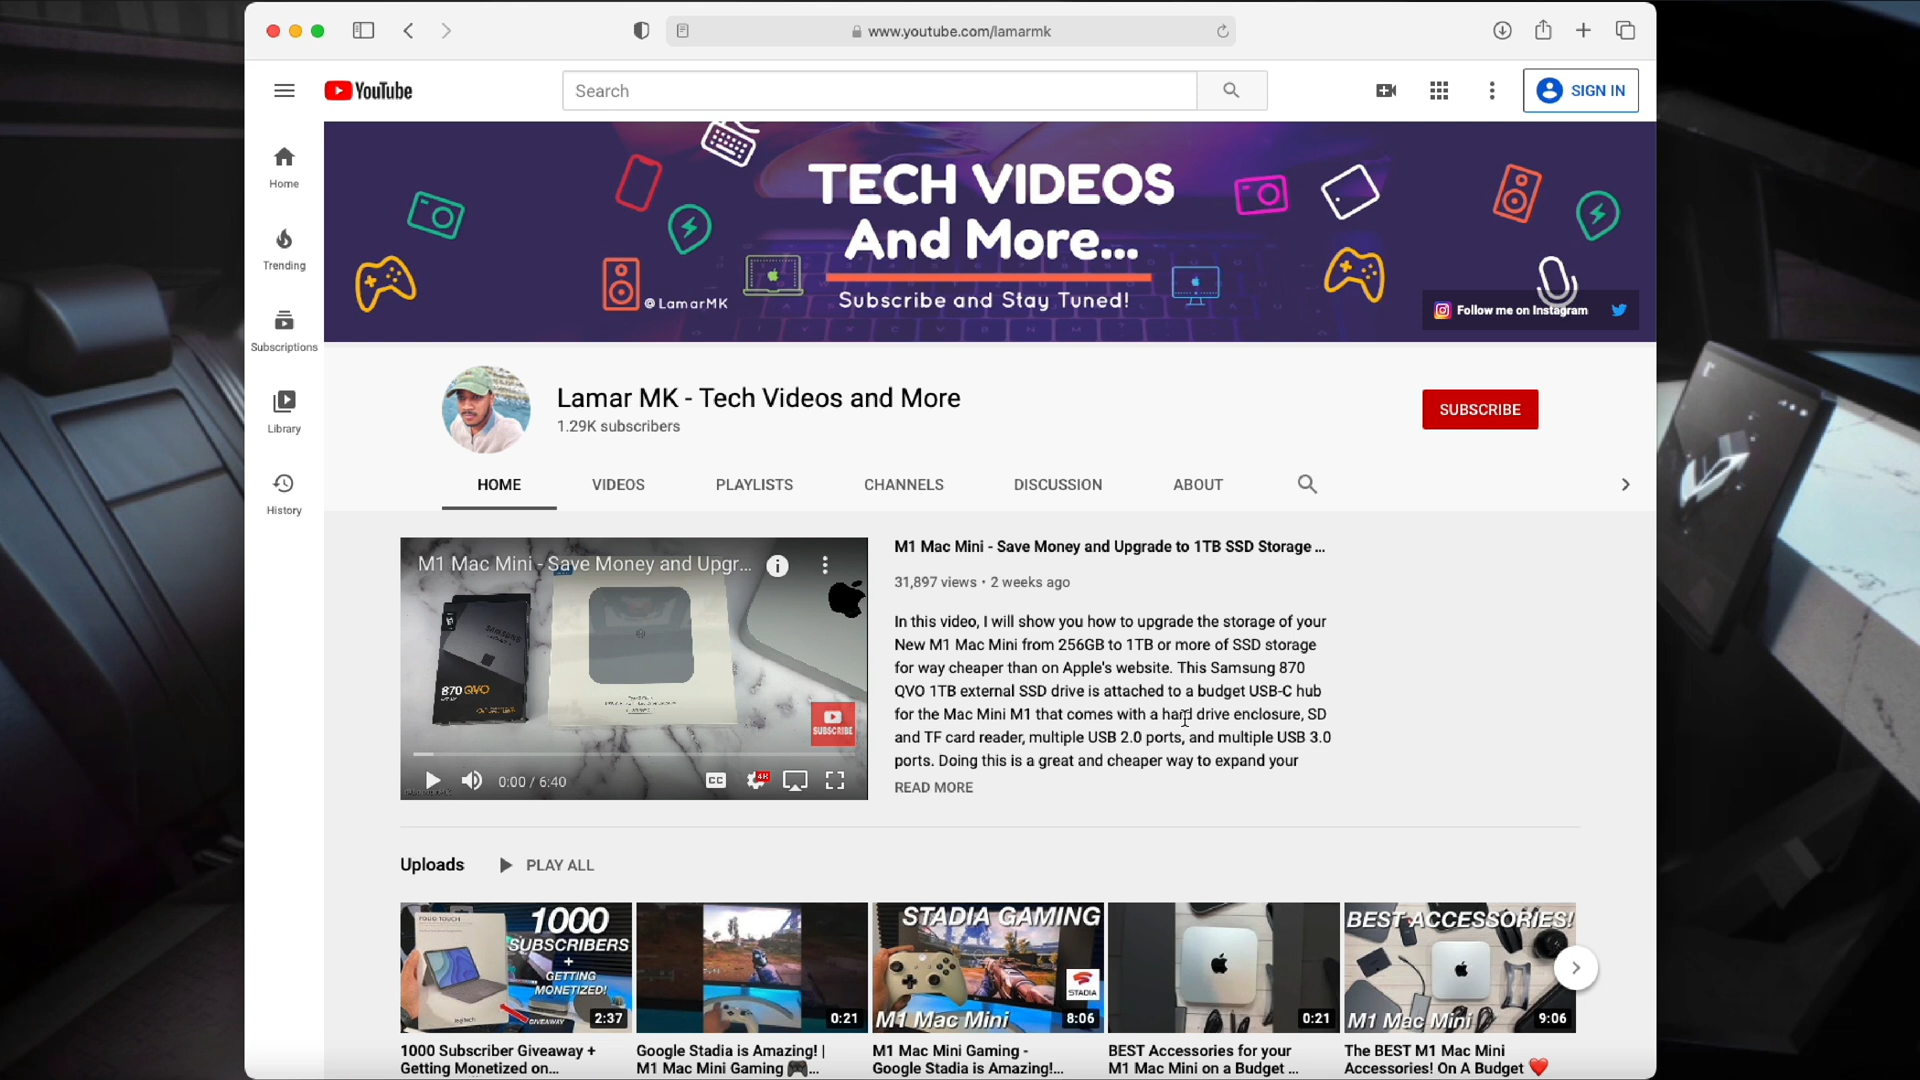 www.youtube.com/lamarmk
YouTube
Search
SIGN IN
Home
Trending
Subscriptions
Library
History
TECH VIDEOS
And More...
@LamarMK
Subscribe and Stay Tuned!
Follow me on Instagram
Lamar MK - Tech Videos and More
1.29K subscribers
SUBSCRIBE
HOME VIDEOS PLAYLISTS CHANNELS DISCUSSION ABOUT
M1 Mac Mini - Save Money and Upgr...
SAMSUNG
870 QVO
SUBSCRIBE
0:00 / 6:40
CC
4K
M1 Mac Mini - Save Money and Upgrade to 1TB SSD Storage ...
31,897 views • 2 weeks ago
In this video, I will show you how to upgrade the storage of your
New M1 Mac Mini from 256GB to 1TB or more of SSD storage
for way cheaper than on Apple's website. This Samsung 870
QVO 1TB external SSD drive is attached to a budget USB-C hub
for the Mac Mini M1 that comes with a hard drive enclosure, SD
and TF card reader, multiple USB 2.0 ports, and multiple USB 3.0
ports. Doing this is a great and cheaper way to expand your
READ MORE
Uploads PLAY ALL
FOLIO TOUCH
1000
SUBSCRIBERS
+
GETTING
MONETIZED!
logitech
GIVEAWAY
2:37
1000 Subscriber Giveaway +
Getting Monetized on...
0:21
Google Stadia is Amazing! |
M1 Mac Mini Gaming 🎮...
STADIA GAMING
STADIA
M1 Mac Mini
8:06
M1 Mac Mini Gaming -
Google Stadia is Amazing!...
0:21
BEST Accessories for your
M1 Mac Mini on a Budget ...
BEST ACCESSORIES!
M1 Mac Mini
9:06
The BEST M1 Mac Mini
Accessories! On A Budget ❤️